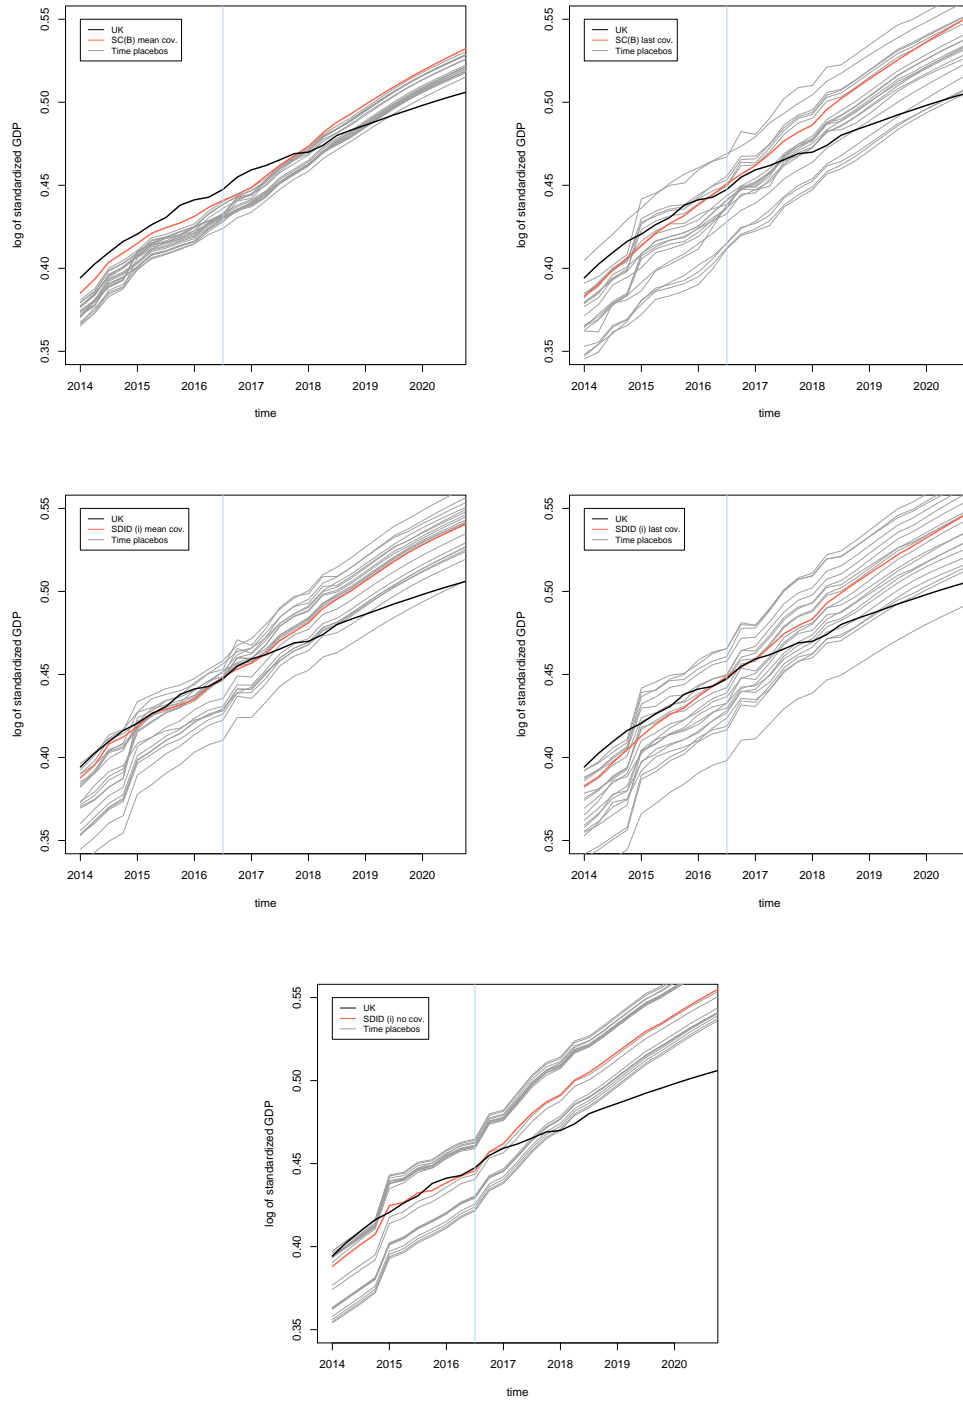 0.55
0.50
0.45
0.40
0.35
log of standardized GDP
UK
SC(B) mean cov.
Time placebos
2014 2015 2016 2017 2018 2019 2020
time
0.55
0.50
0.45
0.40
0.35
log of standardized GDP
UK
SC(B) last cov.
Time placebos
2014 2015 2016 2017 2018 2019 2020
time
0.55
0.50
0.45
0.40
0.35
log of standardized GDP
UK
SDID (i) mean cov.
Time placebos
2014 2015 2016 2017 2018 2019 2020
time
0.55
0.50
0.45
0.40
0.35
log of standardized GDP
UK
SDID (i) last cov.
Time placebos
2014 2015 2016 2017 2018 2019 2020
time
0.55
0.50
0.45
0.40
0.35
log of standardized GDP
UK
SDID (i) no cov.
Time placebos
2014 2015 2016 2017 2018 2019 2020
time